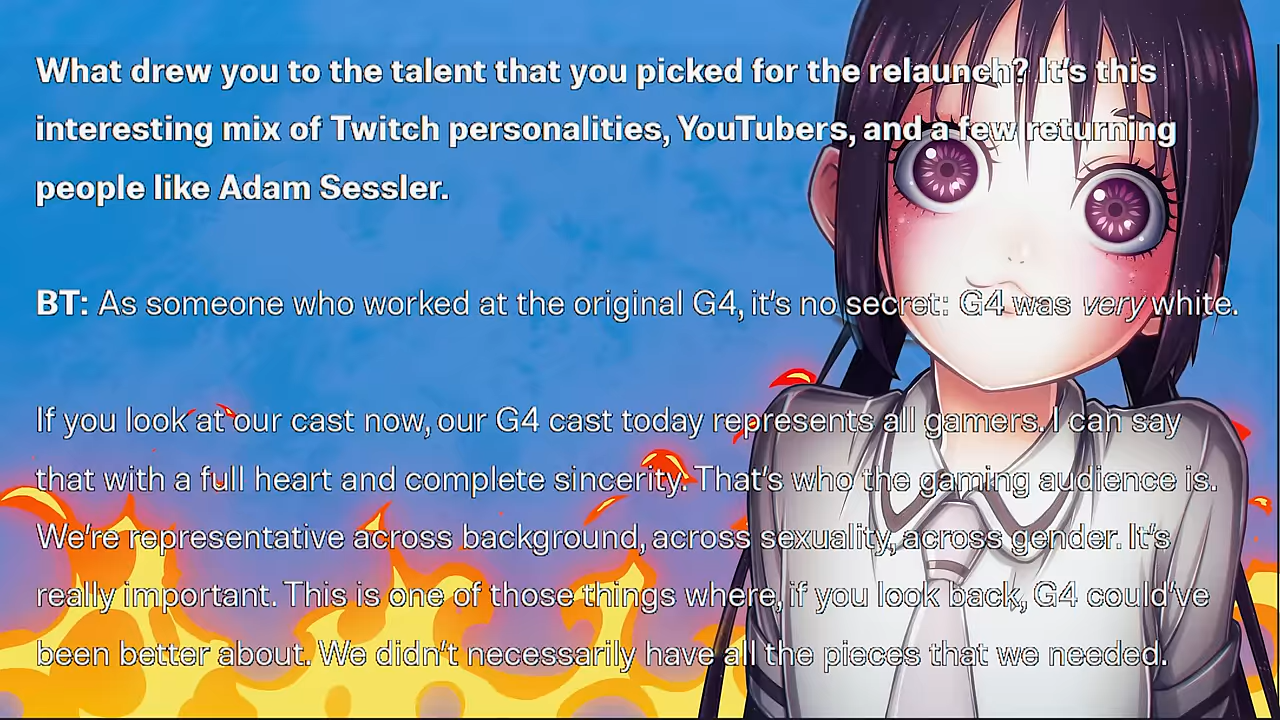 What drew you to the talent that you picked for the relaunch? It's this
interesting mix of Twitch personalities, YouTubers, and a few returning
people like Adam Sessler.
BT: As someone who worked at the original G4, it's no secret: G4 was very white.
If you look at our cast now, our G4 cast today represents all gamers. I can say
that with a full heart and complete sincerity. That's who the gaming audience is.
We're representative across background, across sexuality, across gender. It's
really important. This is one of those things where, if you look back, G4 could've
been better about. We didn't necessarily have all the pieces that we needed.